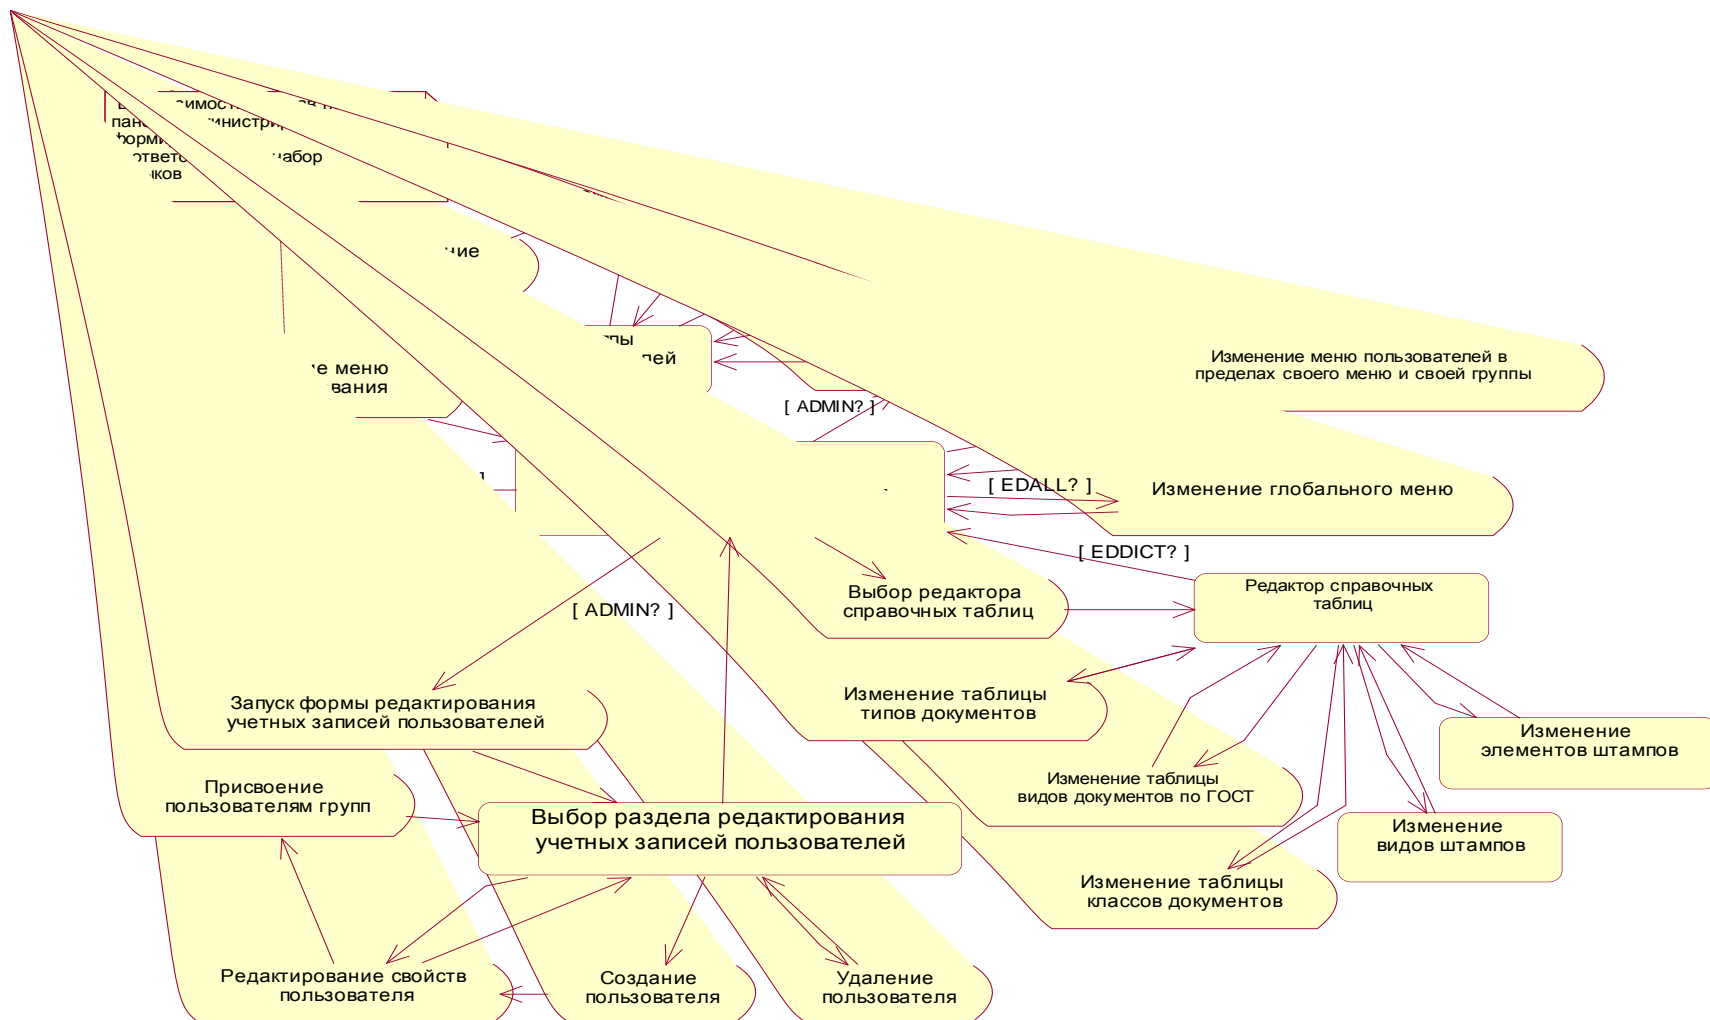 набор
[ ADMIN? ]
Изменение меню пользователей в
пределах своего меню и своей группы
меню
[ EDALL? ]
Изменение глобального меню
[ EDDICT? ]
Выбор редактора
справочных таблиц
Редактор справочных
таблиц
[ ADMIN? ]
Запуск формы редактирования
учетных записей пользователей
Изменение таблицы
типов документов
Изменение
элементов штампов
Присвоение
пользователям групп
Изменение таблицы
видов документов по ГОСТ
Выбор раздела редактирования
учетных записей пользователей
Изменение
видов штампов
Изменение таблицы
классов документов
Редактирование свойств
пользователя
Создание
пользователя
Удаление
пользователя